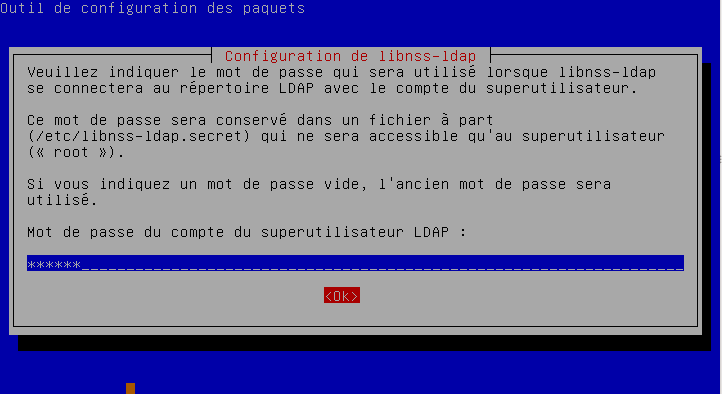 Outil de configuration des paquets
Configuration de libnss-ldap
Veuillez indiquer le mot de passe qui sera utilisé lorsque libnss-ldap
se connectera au répertoire LDAP avec le compte du superutilisateur.
Ce mot de passe sera conservé dans un fichier à part
(/etc/libnss-ldap.secret) qui ne sera accessible qu'au superutilisateur
(« root »).
Si vous indiquez un mot de passe vide, l'ancien mot de passe sera
utilisé.
Mot de passe du compte du superutilisateur LDAP :
******
<Ok>